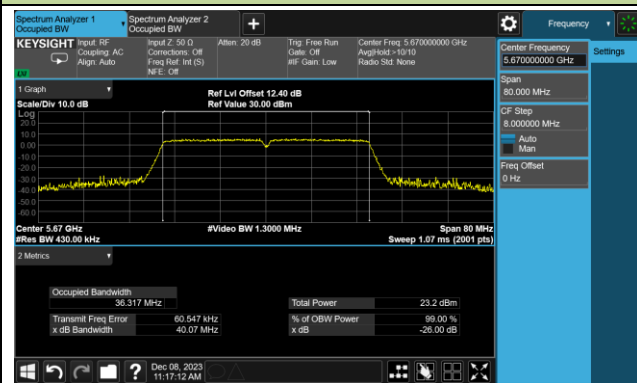 Spectrum Analyzer 1
Occupied BW
Spectrum Analyzer 2
Occupied BW
+
Frequency
KEYSIGHT
Input: RF
Coupling: AC
Align: Auto
Input Z: 50 Ω
Corrections: Off
Freq Ref: Int (S)
NFE: Off
Atten: 20 dB
Trig: Free Run
Gate: Off
#IF Gain: Low
Center Freq: 5.670000000 GHz
Avg|Hold:>10/10
Radio Std: None
Center Frequency
5.670000000 GHz
Settings
Span
80.000 MHz
CF Step
8.000000 MHz
Auto
Man
Freq Offset
0 Hz
1 Graph
Scale/Div 10.0 dB
Ref Lvl Offset 12.40 dB
Ref Value 30.00 dBm
Log
20.0
10.0
0.00
-10.0
-20.0
-30.0
-40.0
-50.0
-60.0
Center 5.67 GHz
#Res BW 430.00 kHz
#Video BW 1.3000 MHz
Span 80 MHz
Sweep 1.07 ms (2001 pts)
2 Metrics
Occupied Bandwidth
36.317 MHz
Total Power 23.2 dBm
Transmit Freq Error 60.547 kHz
% of OBW Power 99.00 %
x dB Bandwidth 40.07 MHz
x dB -26.00 dB
?
Dec 08, 2023
11:17:12 AM